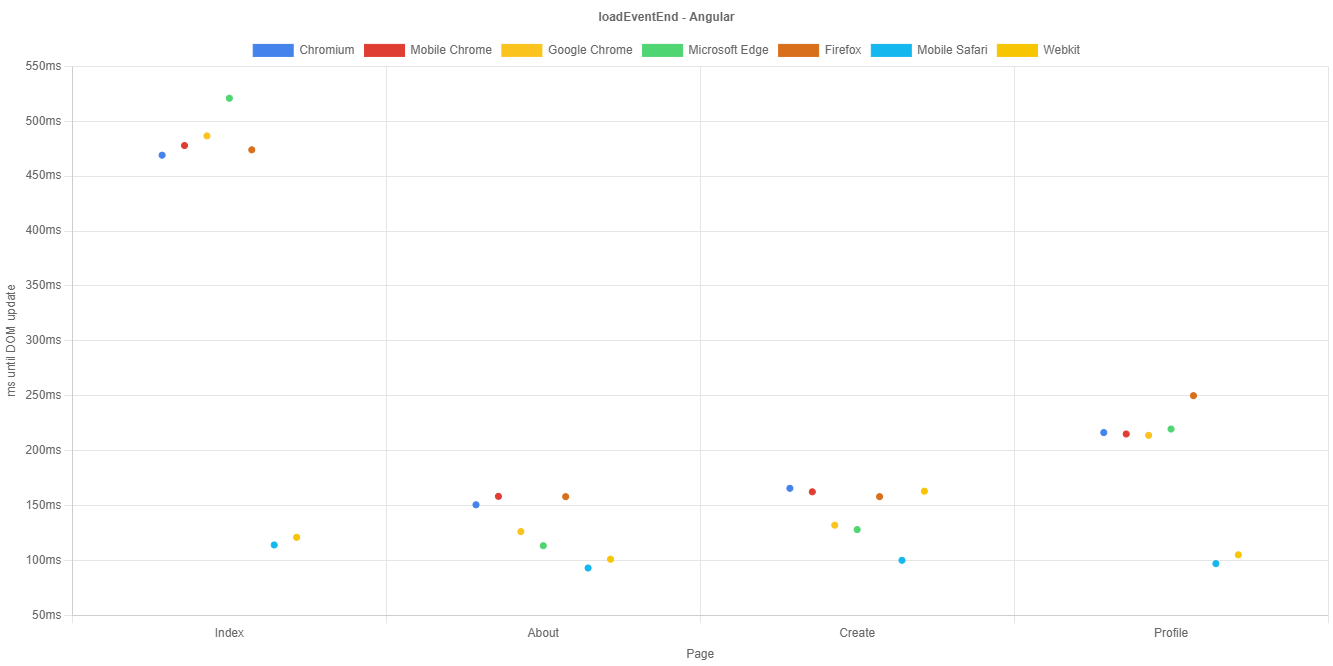 loadEventEnd - Angular
Chromium Mobile Chrome Google Chrome Microsoft Edge Firefox Mobile Safari Webkit
550ms
500ms
450ms
400ms
350ms
300ms
250ms
200ms
150ms
100ms
50ms
ms until DOM update
Index About Create Profile
Page